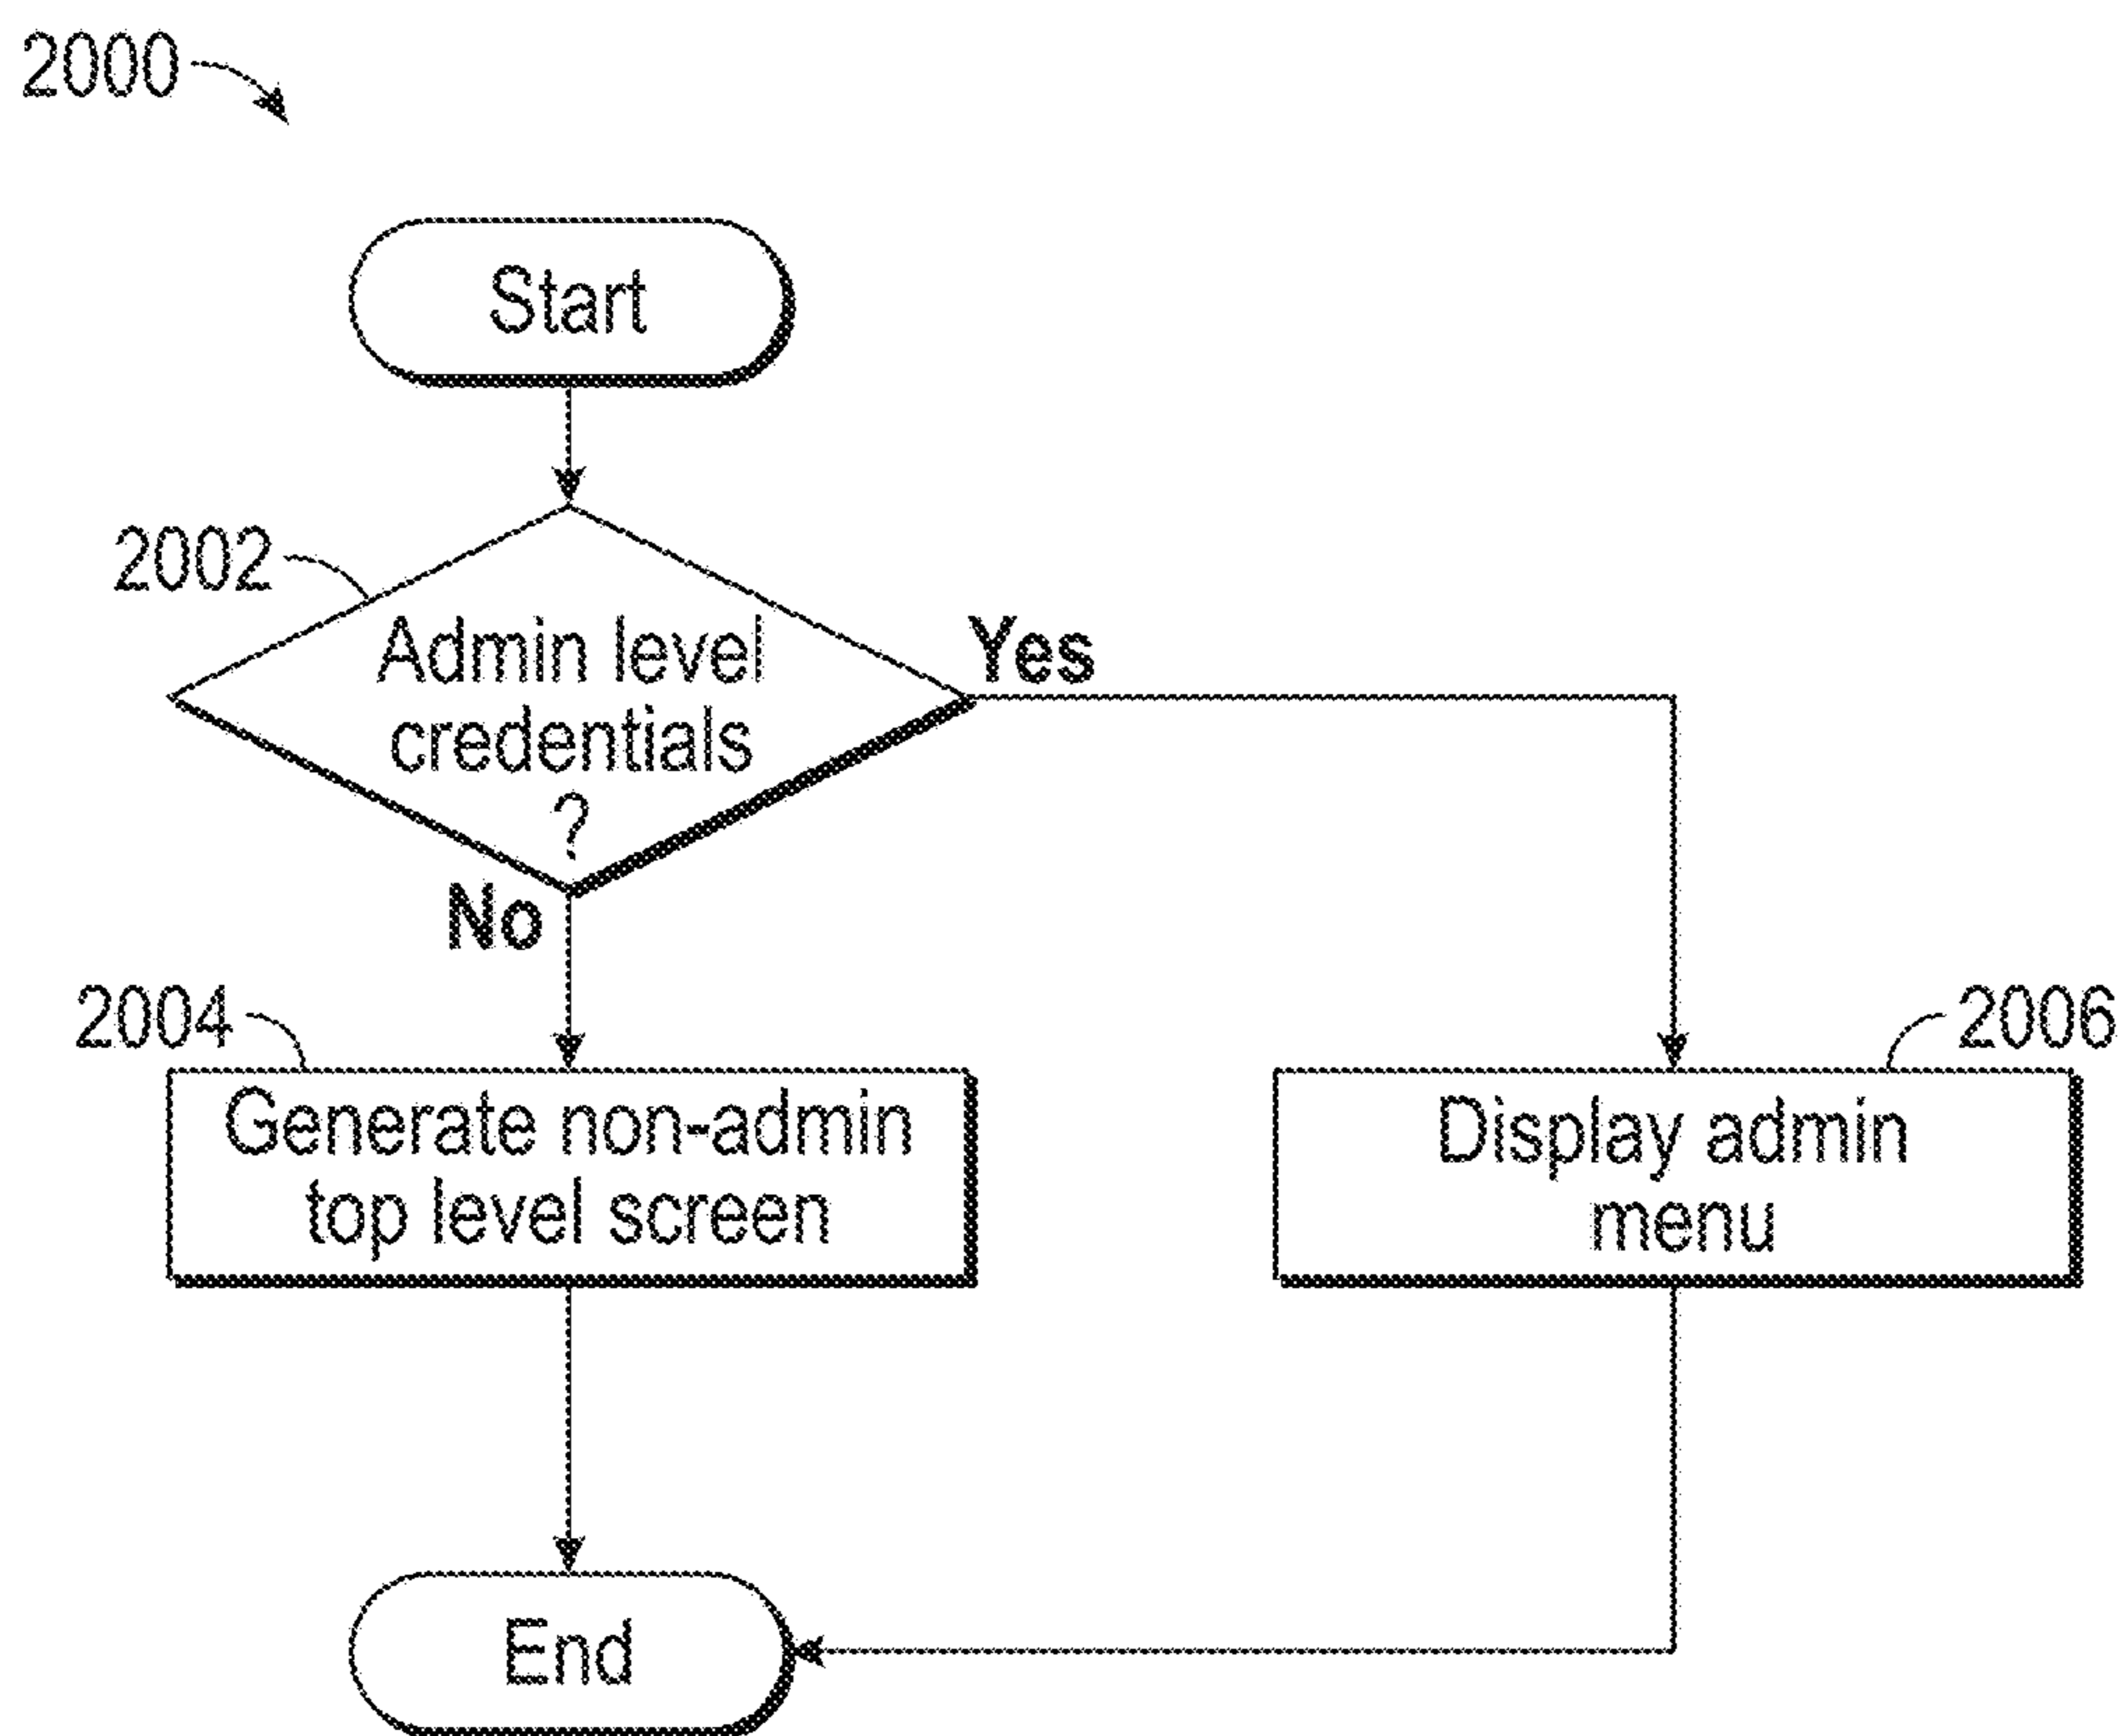 2000
Start
2002
Admin level
credentials
?
Yes
No
2004
Generate non-admin
top level screen
2006
Display admin
menu
End